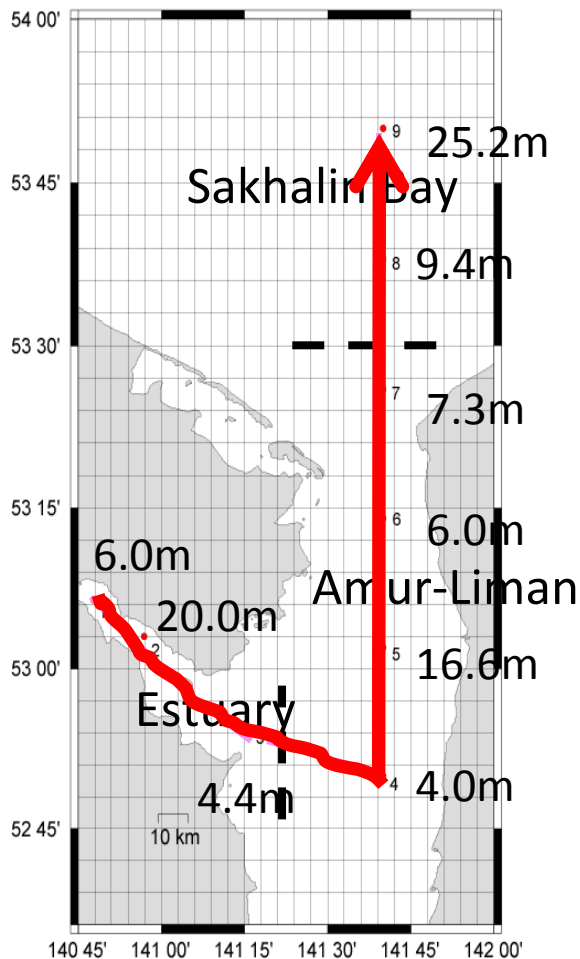 54 00'
9
25.2m
53 45'
Sakhalin Bay
8
9.4m
53 30'
7
7.3m
53 15'
6
6.0m
6.0m
Amur-Liman
20.0m
2
5
16.6m
53 00'
Estuary
3
4
4.0m
4.4m
52 45'
10 km
140 45' 141 00' 141 15' 141 30' 141 45' 142 00'